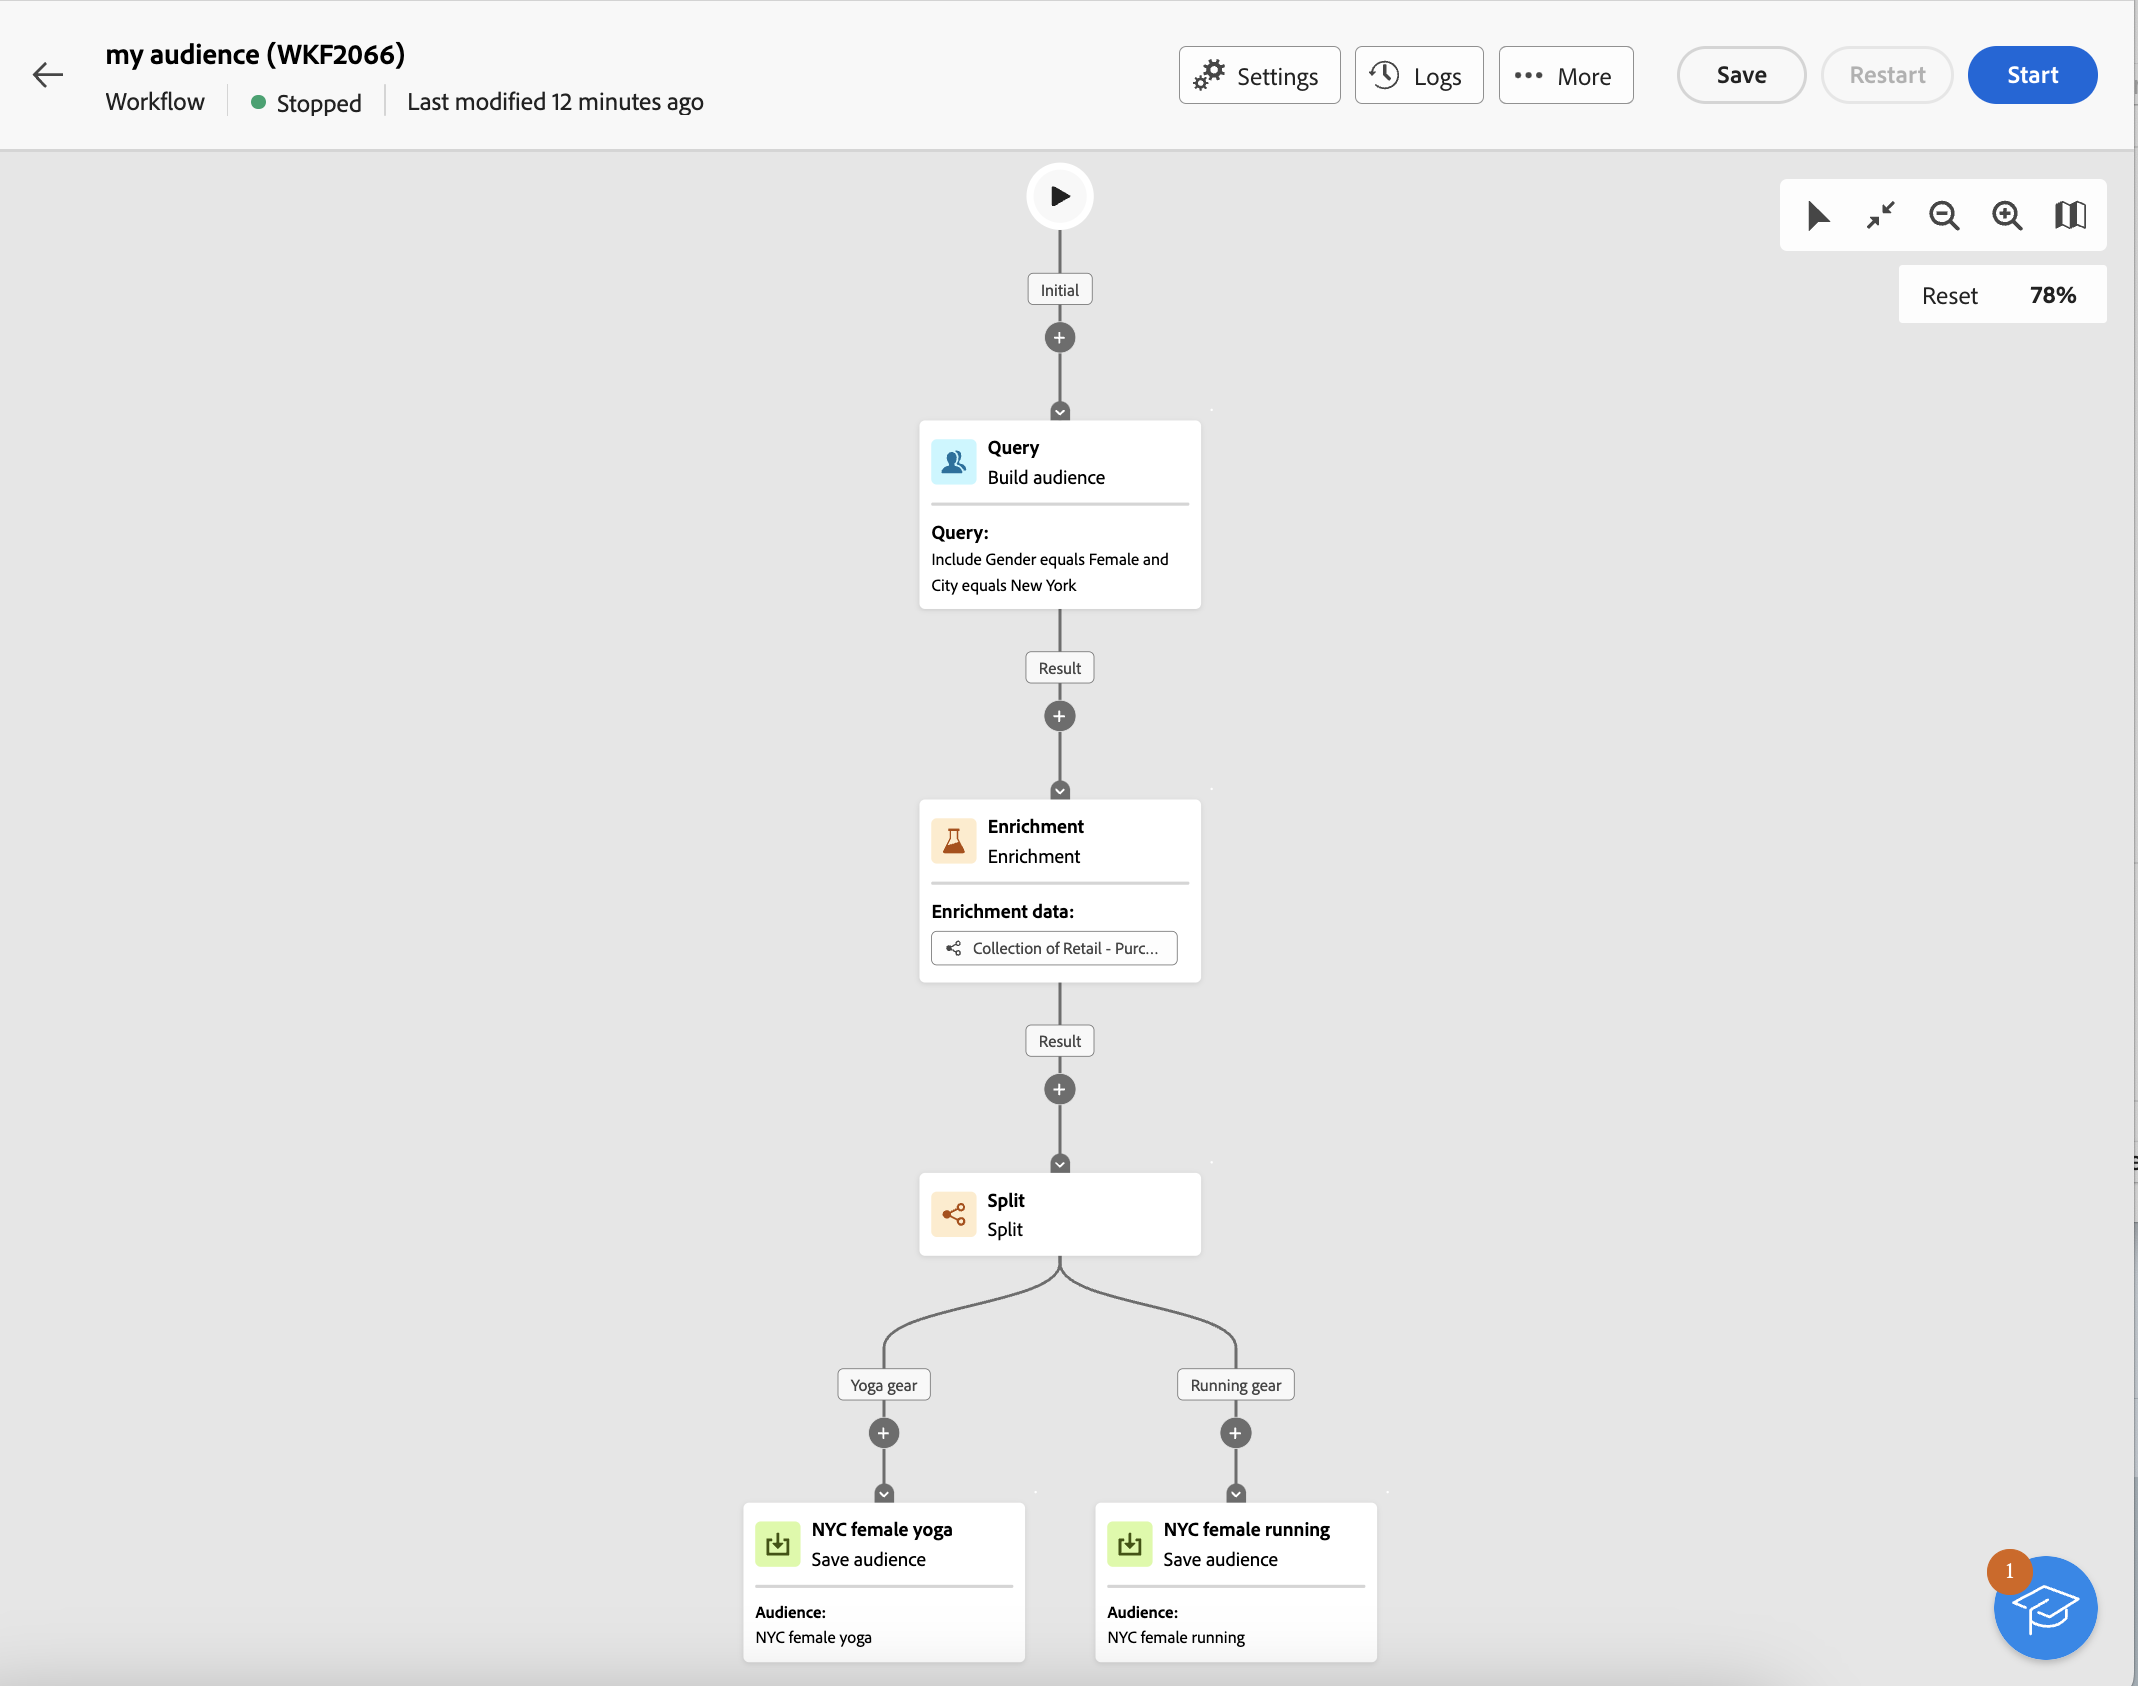 my audience (WKF2066)
Workflow
Stopped
Last modified 12 minutes ago
Settings
Logs
More
Save
Restart
Start
Reset
78%
Initial
Query
Build audience
Query:
Include Gender equals Female and
City equals New York
Result
Enrichment
Enrichment
Enrichment data:
Collection of Retail - Purc...
Result
Split
Split
Yoga gear
Running gear
NYC female yoga
Save audience
Audience:
NYC female yoga
NYC female running
Save audience
Audience:
NYC female running
1